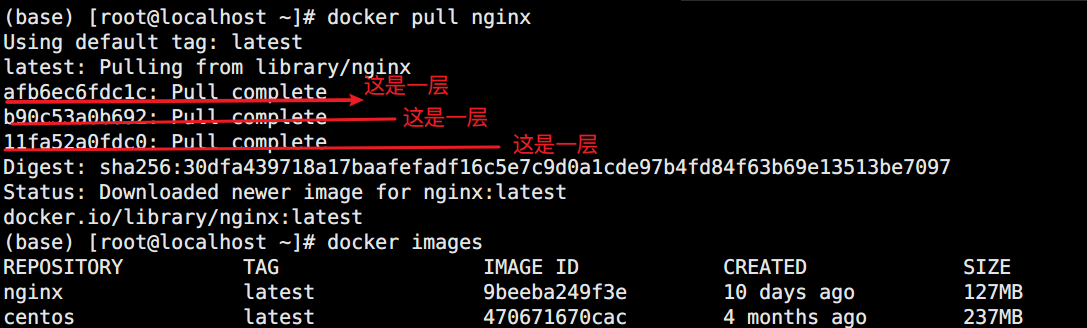 (base) [root@localhost ~]# docker pull nginx
Using default tag: latest
latest: Pulling from library/nginx
afb6ec6fdc1c: Pull complete 这是一层
b90c53a0b692: Pull complete 这是一层
11fa52a0fdc0: Pull complete 这是一层
Digest: sha256:30dfa439718a17baafefadf16c5e7c9d0a1cde97b4fd84f63b69e13513be7097
Status: Downloaded newer image for nginx:latest
docker.io/library/nginx:latest
(base) [root@localhost ~]# docker images
REPOSITORY TAG IMAGE ID CREATED SIZE
nginx latest 9beeba249f3e 10 days ago 127MB
centos latest 470671670cac 4 months ago 237MB